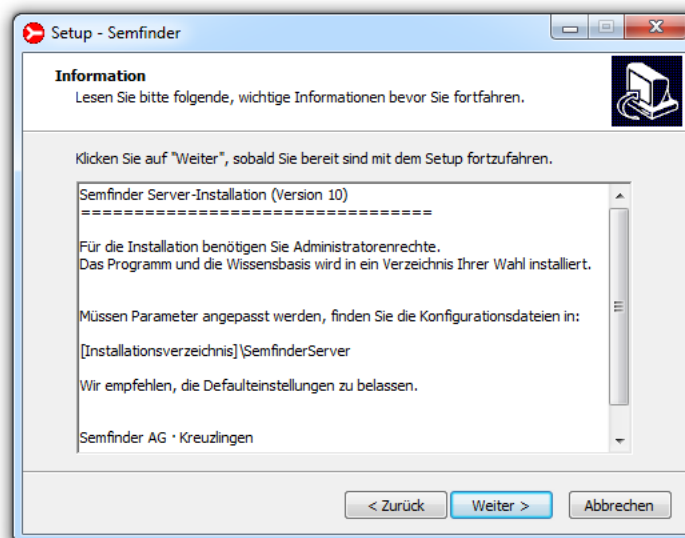 Setup - Semfinder
Information
Lesen Sie bitte folgende, wichtige Informationen bevor Sie fortfahren.
Klicken Sie auf "Weiter", sobald Sie bereit sind mit dem Setup fortzufahren.
Semfinder Server-Installation (Version 10)
=================================
Für die Installation benötigen Sie Administratorenrechte.
Das Programm und die Wissensbasis wird in ein Verzeichnis Ihrer Wahl installiert.
Müssen Parameter angepasst werden, finden Sie die Konfigurationsdateien in:
[Installationsverzeichnis]\SemfinderServer
Wir empfehlen, die Defaulteinstellungen zu belassen.
Semfinder AG · Kreuzlingen
< Zurück
Weiter >
Abbrechen